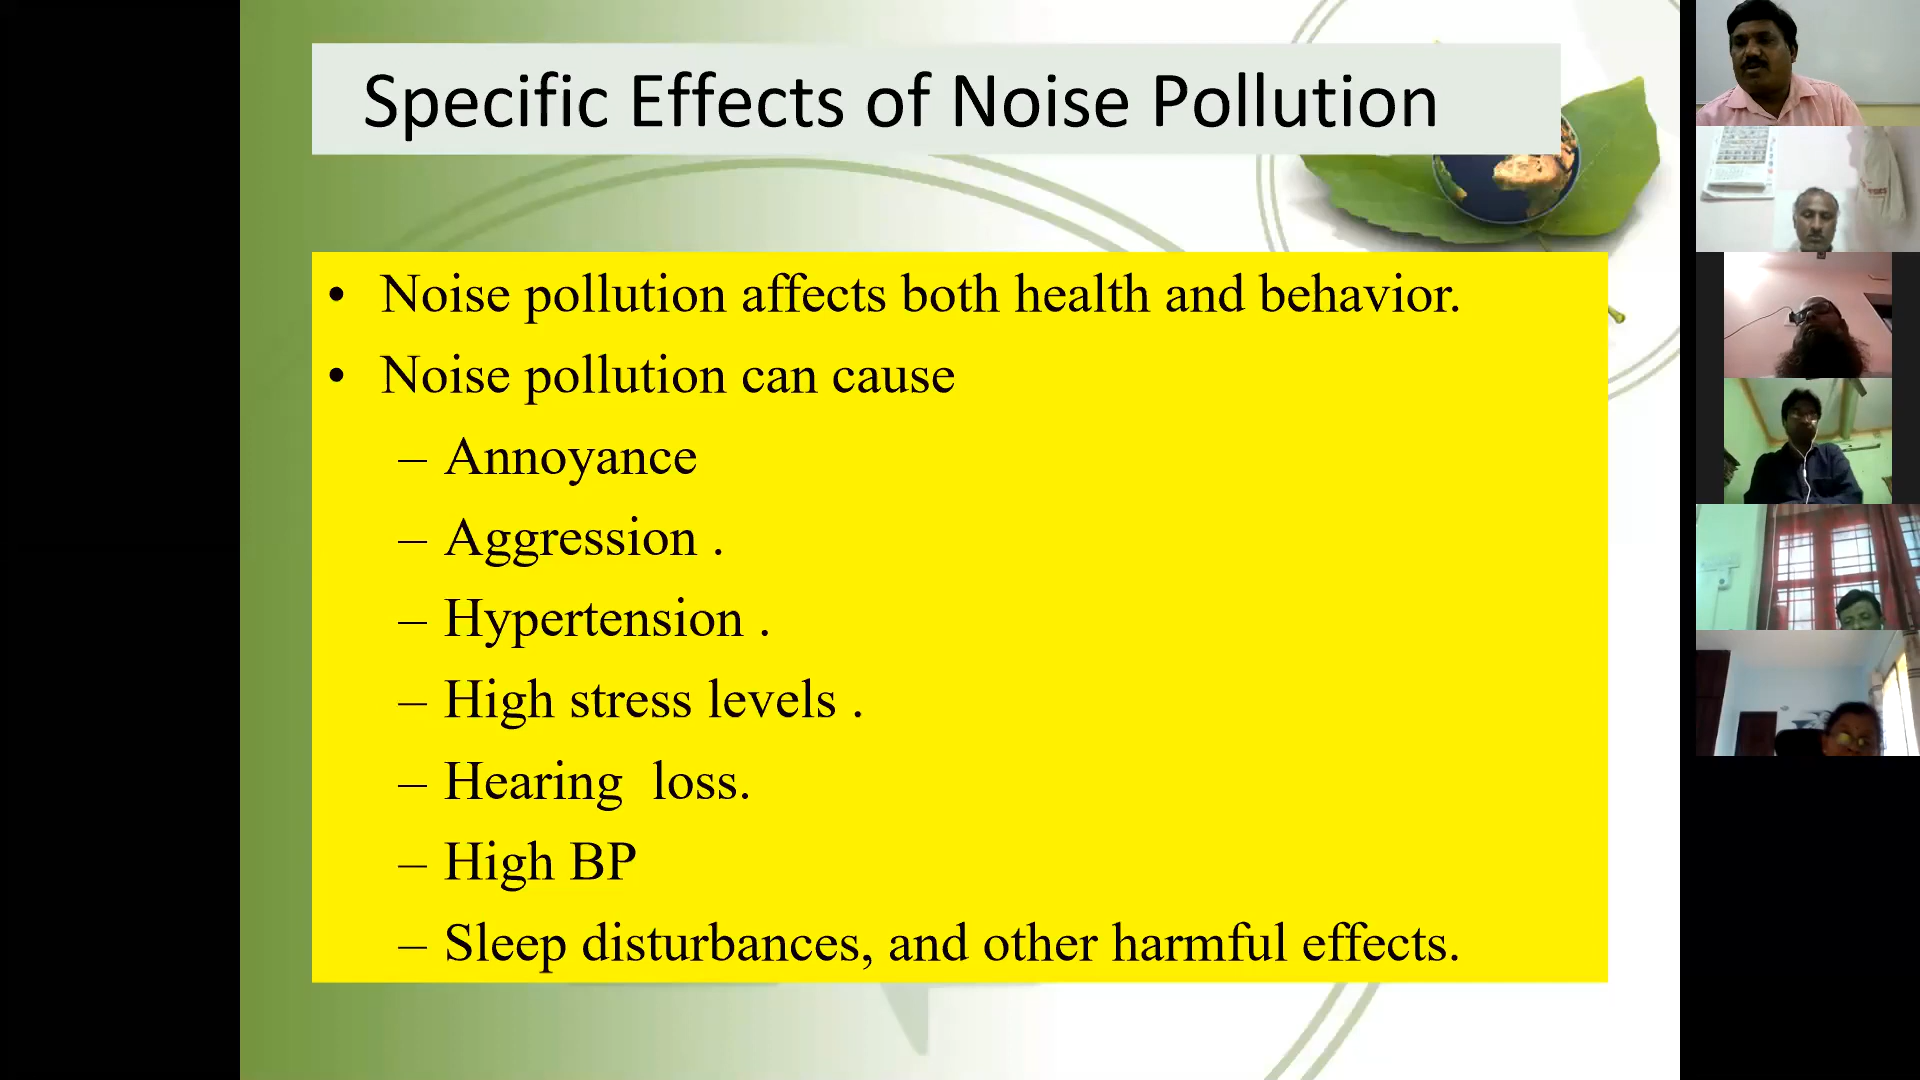 Specific Effects of Noise Pollution
• Noise pollution affects both health and behavior.
• Noise pollution can cause
– Annoyance
– Aggression .
– Hypertension .
– High stress levels .
– Hearing  loss.
– High BP
– Sleep disturbances, and other harmful effects.